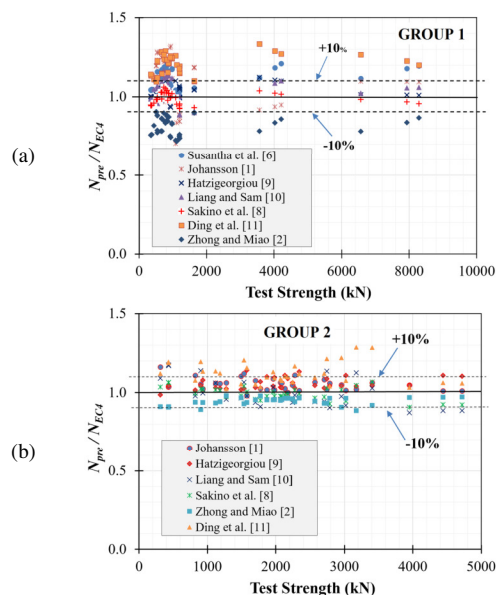 (a)
N_pre / N_EC4
1.5
GROUP 1
+10%
1.0
-10%
0.5
Susantha et al. [6]
Johansson [1]
Hatzigeorgiou [9]
Liang and Sam [10]
Sakino et al. [8]
Ding et al. [11]
Zhong and Miao [2]
0.0
0 2000 4000 6000 8000 10000
Test Strength (kN)
(b)
N_pre / N_EC4
1.5
GROUP 2
+10%
1.0
-10%
0.5
Johansson [1]
Hatzigeorgiou [9]
Liang and Sam [10]
Sakino et al. [8]
Zhong and Miao [2]
Ding et al. [11]
0.0
0 1000 2000 3000 4000 5000
Test Strength (kN)